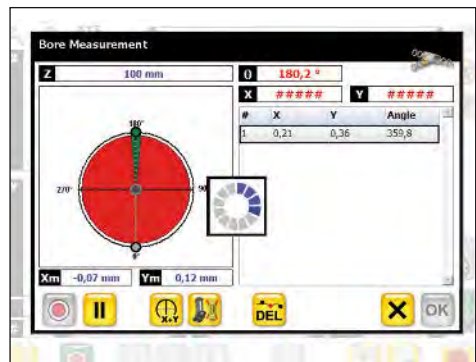 Bore Measurement
Z 100 mm θ 180,2 °
X ##### Y #####
# X Y Angle
1 0,21 0,36 359,8
180°
270°
90
0°
Xm -0,07 mm Ym 0,12 mm
X+Y DEL OK